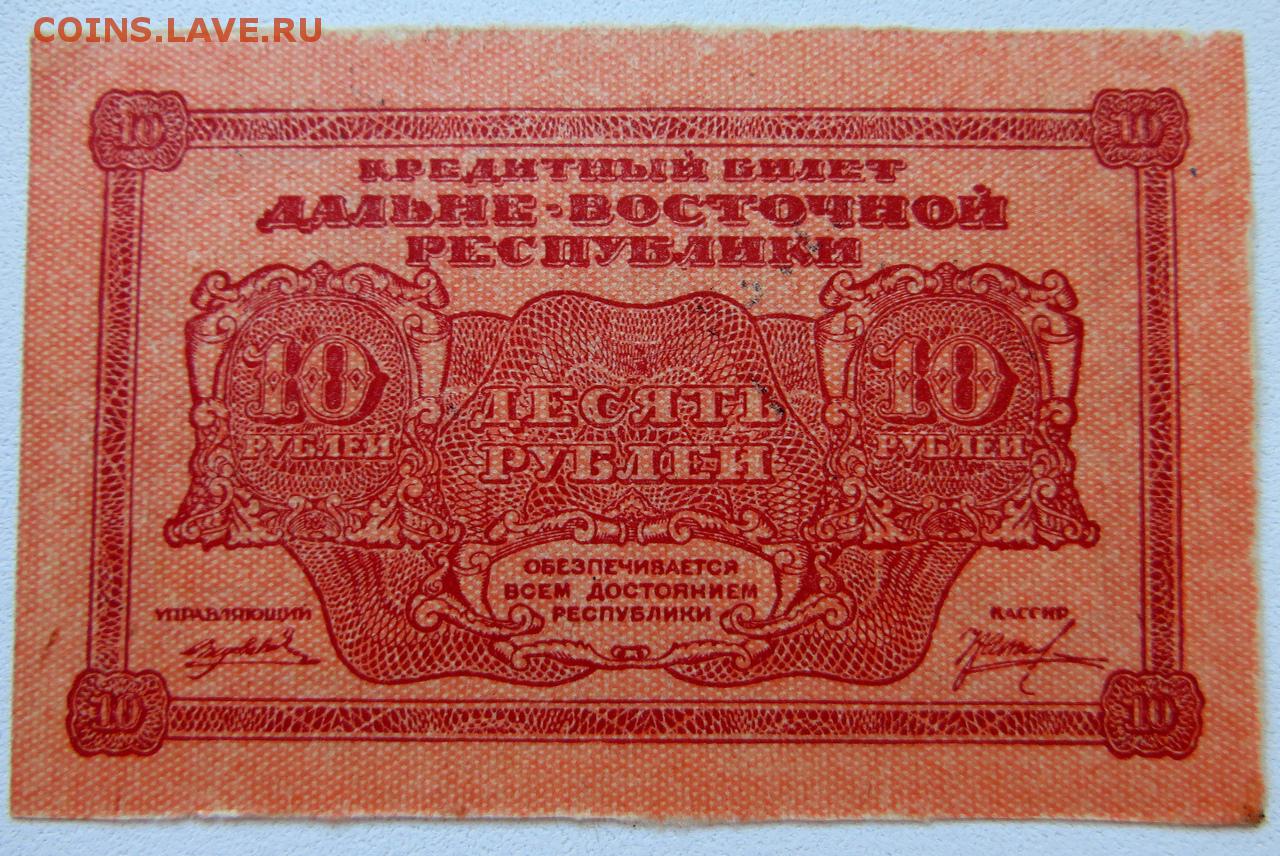 COINS.LAVE.RU
10 10
КРЕДИТНЫЙ БИЛЕТ
ДАЛЬНЕ-ВОСТОЧНОЙ
РЕСПУБЛИКИ
10 РУБЛЕЙ
ДЕСЯТЬ
РУБЛЕЙ
10 РУБЛЕЙ
ОБЕЗПЕЧИВАЕТСЯ
ВСЕМ ДОСТОЯНИЕМ
РЕСПУБЛИКИ
УПРАВЛЯЮЩИЙ
КАССИР
10 10